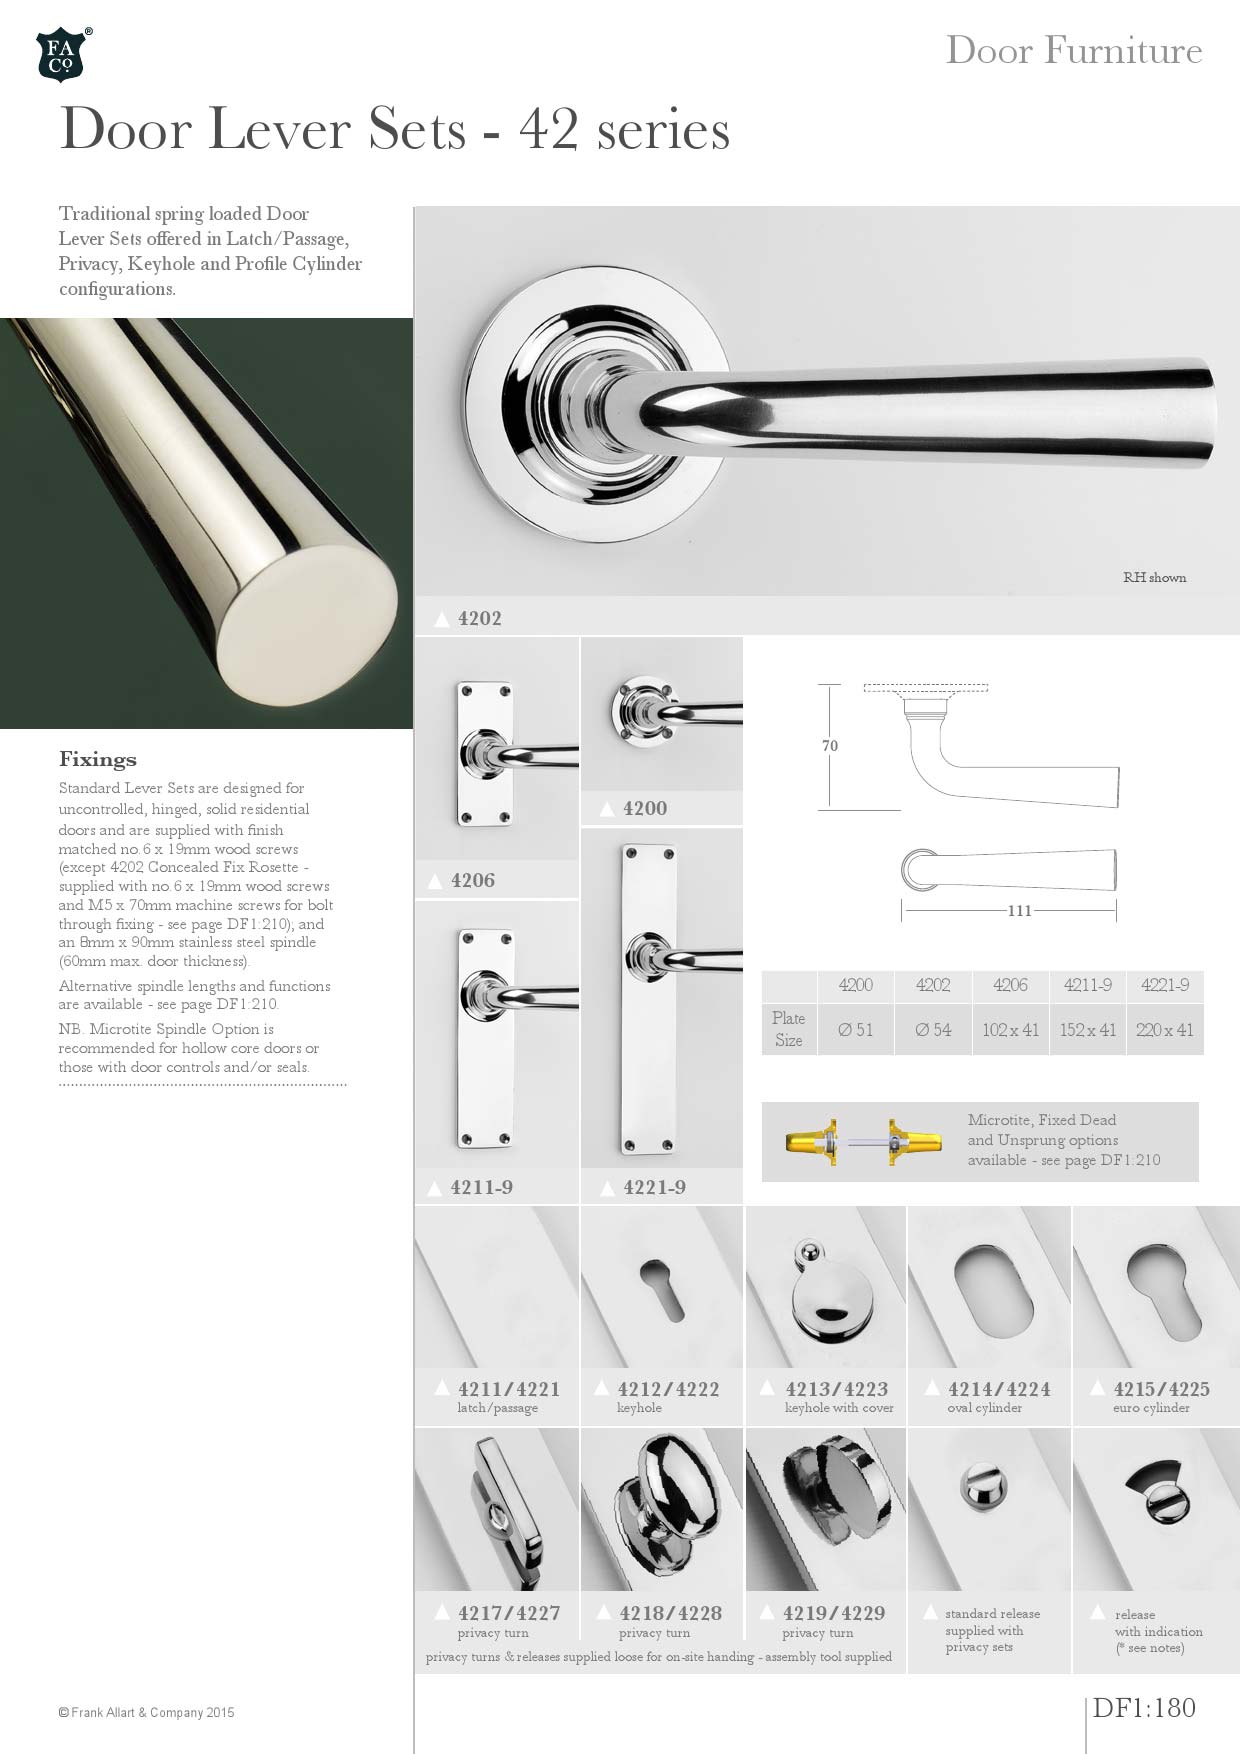 FA
Co.
®
Door Furniture
Door Lever Sets - 42 series
Traditional spring loaded Door
Lever Sets offered in Latch/Passage,
Privacy, Keyhole and Profile Cylinder
configurations.
RH shown
4202
Fixings
Standard Lever Sets are designed for
uncontrolled, hinged, solid residential
doors and are supplied with finish
matched no.6 x 19mm wood screws
(except 4202 Concealed Fix Rosette -
supplied with no.6 x 19mm wood screws
and M5 x 70mm machine screws for bolt
through fixing - see page DF1:210); and
an 8mm x 90mm stainless steel spindle
(60mm max. door thickness).
Alternative spindle lengths and functions
are available - see page DF1:210.
NB. Microtite Spindle Option is
recommended for hollow core doors or
those with door controls and/or seals.
4206
4200
4211-9
4221-9
70
111
4200 4202 4206 4211-9 4221-9
Plate
Size
Ø 51 Ø 54 102 x 41 152 x 41 220 x 41
Microtite, Fixed Dead
and Unsprung options
available - see page DF1:210
4211/4221
latch/passage
4212/4222
keyhole
4213/4223
keyhole with cover
4214/4224
oval cylinder
4215/4225
euro cylinder
4217/4227
privacy turn
4218/4228
privacy turn
4219/4229
privacy turn
standard release
supplied with
privacy sets
release
with indication
(* see notes)
privacy turns & releases supplied loose for on-site handing - assembly tool supplied
© Frank Allart & Company 2015
DF1:180